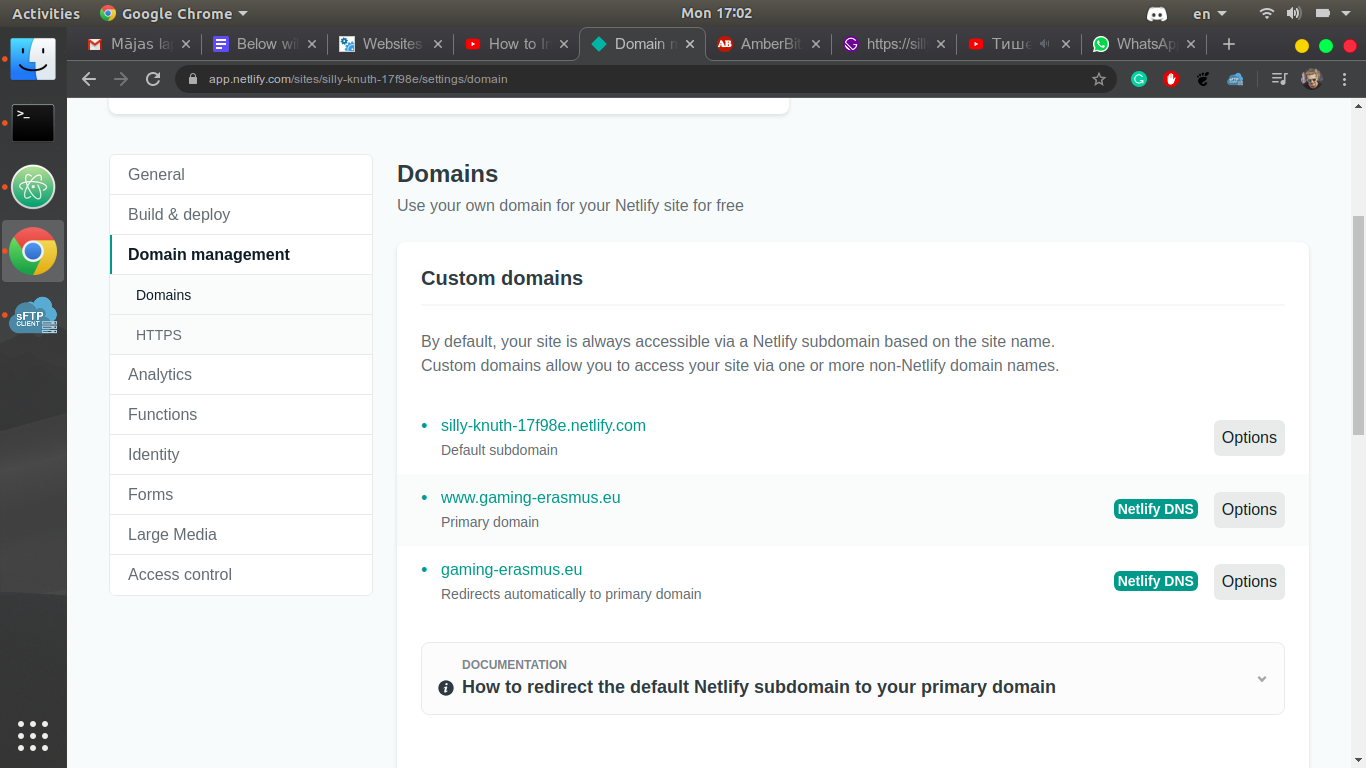 Activities
Google Chrome
Mon 17:02
en
Mājas la
Below wi
Websites
How to In
Domain n
AmberBit
https://sil
Тише
WhatsAp
app.netlify.com/sites/silly-knuth-17f98e/settings/domain
>_
sFTP
CLIENT
General
Build & deploy
Domain management
Domains
HTTPS
Analytics
Functions
Identity
Forms
Large Media
Access control
Domains
Use your own domain for your Netlify site for free
Custom domains
By default, your site is always accessible via a Netlify subdomain based on the site name.
Custom domains allow you to access your site via one or more non-Netlify domain names.
• silly-knuth-17f98e.netlify.com
Default subdomain
Options
• www.gaming-erasmus.eu
Primary domain
Netlify DNS Options
• gaming-erasmus.eu
Redirects automatically to primary domain
Netlify DNS Options
DOCUMENTATION
How to redirect the default Netlify subdomain to your primary domain